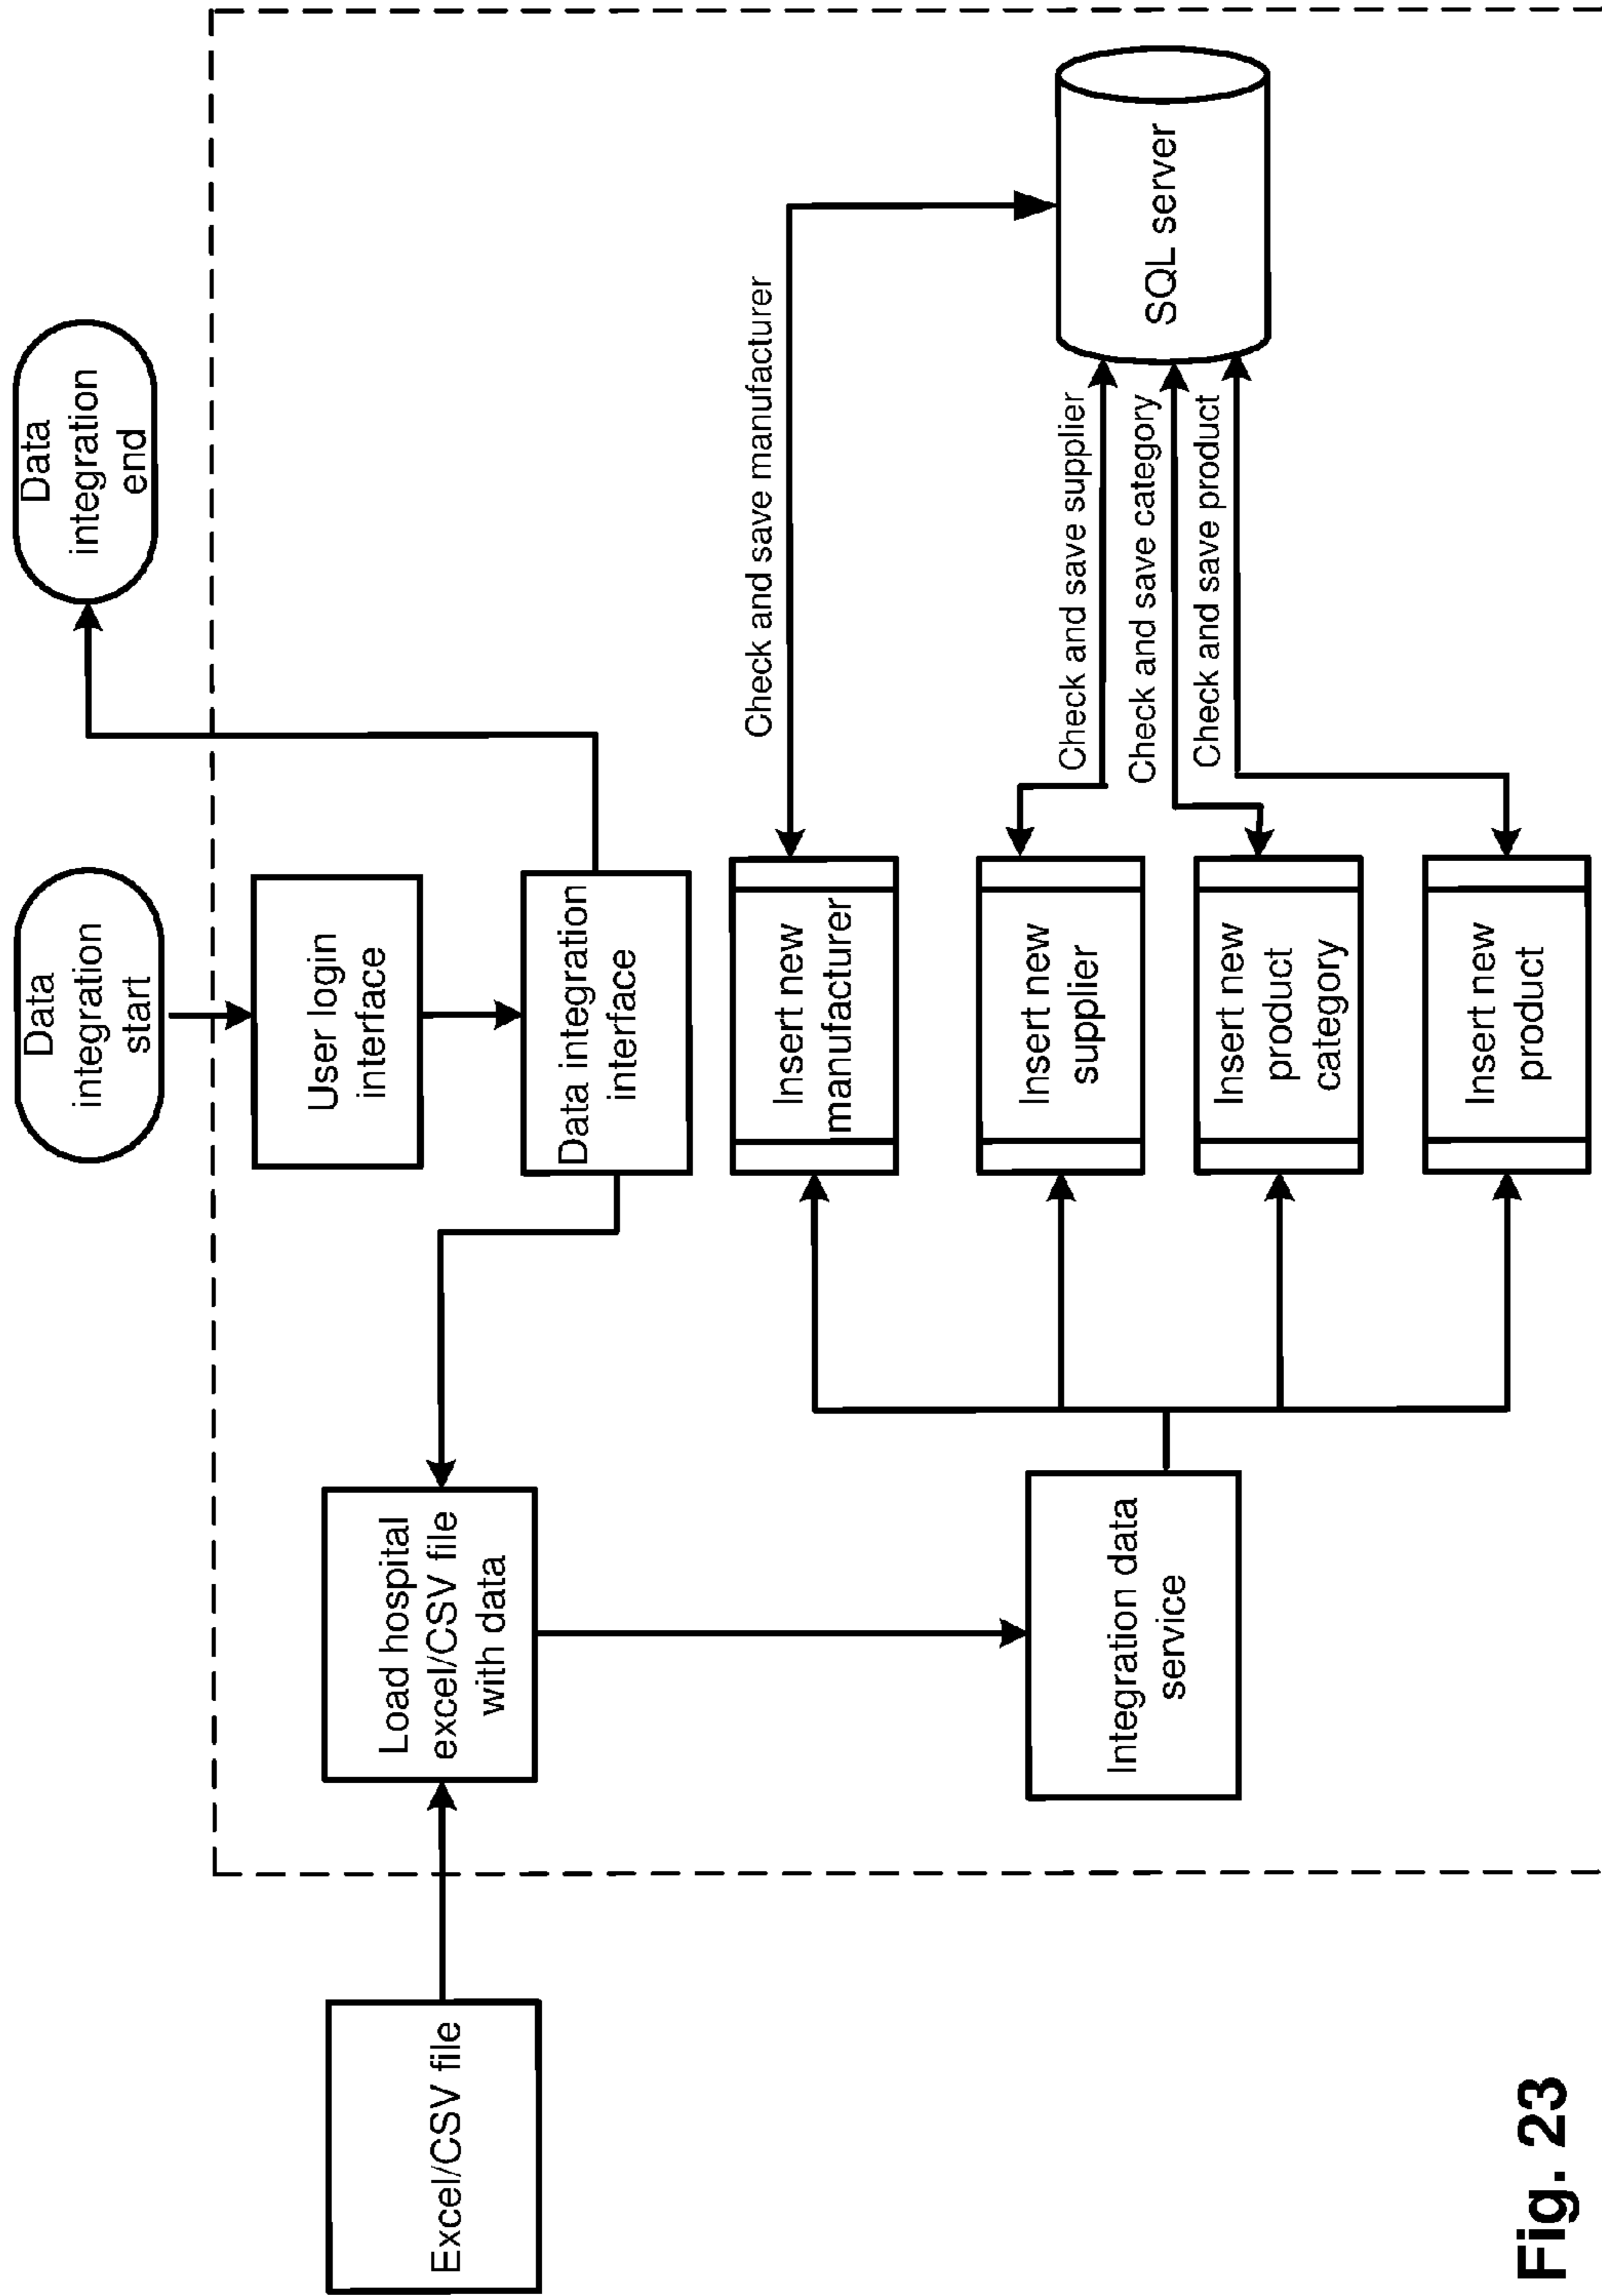 Data
integration
start
Data
integration
end
User login
interface
Data integration
interface
Excel/CSV file
Load hospital
excel/CSV file
with data
Integration data
service
Insert new
manufacturer
Check and save manufacturer
Insert new
supplier
Check and save supplier
Insert new
product
category
Check and save category
Insert new
product
Check and save product
SQL server
Fig. 23